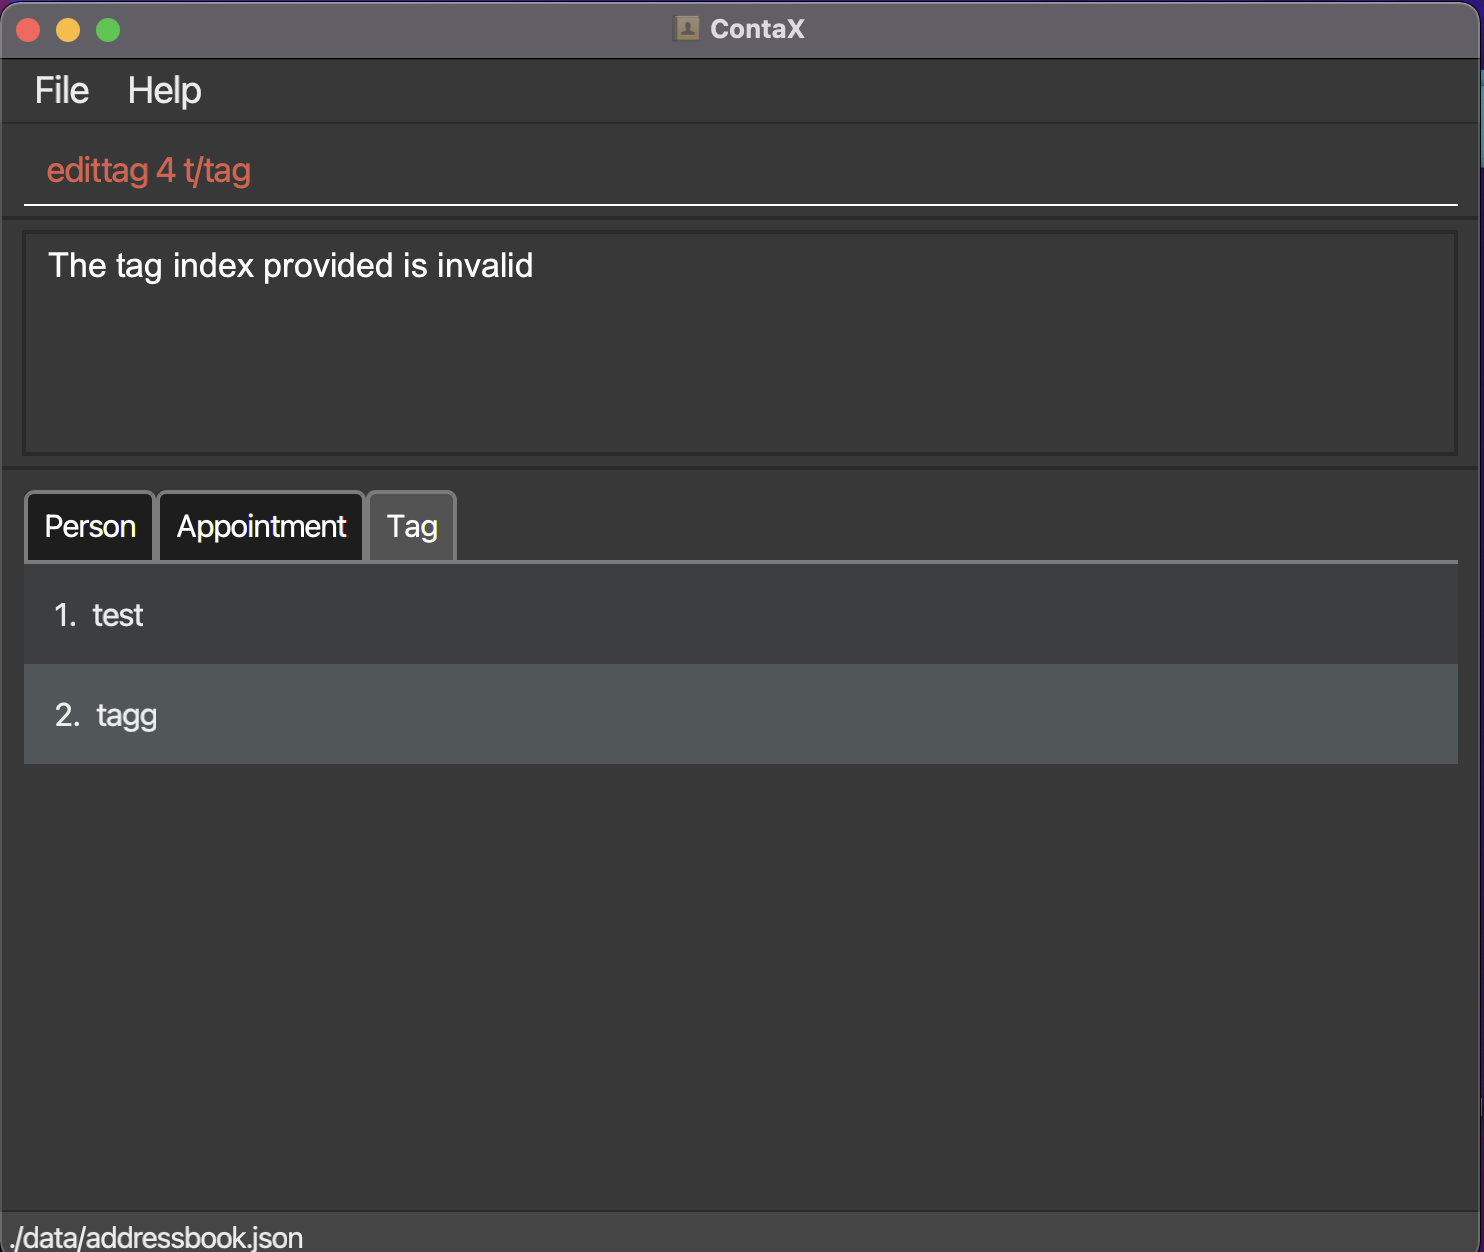 ContaX
File Help
edittag 4 t/tag
The tag index provided is invalid
Person Appointment Tag
1. test
2. tagg
./data/addressbook.json